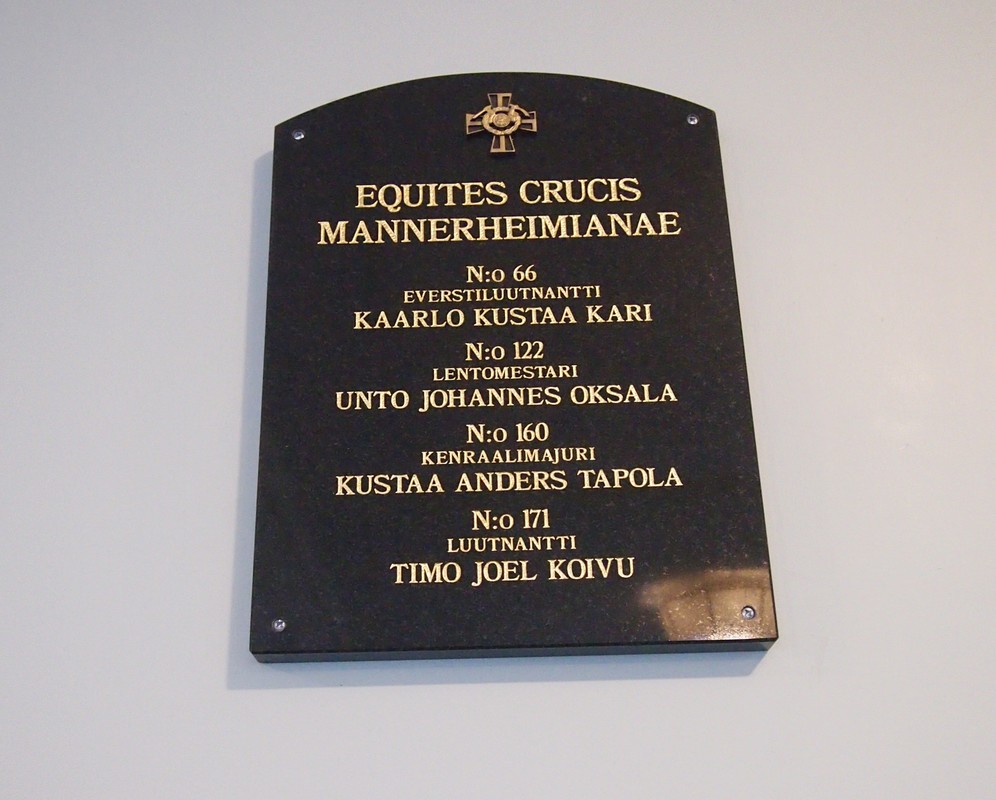 EQUITES CRUCIS
MANNERHEIMIANAE
N:o 66
EVERSTILUUTNANTTI
KAARLO KUSTAA KARI
N:o 122
LENTOMESTARI
UNTO JOHANNES OKSALA
N:o 160
KENRAALIMAJURI
KUSTAA ANDERS TAPOLA
N:o 171
LUUTNANTTI
TIMO JOEL KOIVU